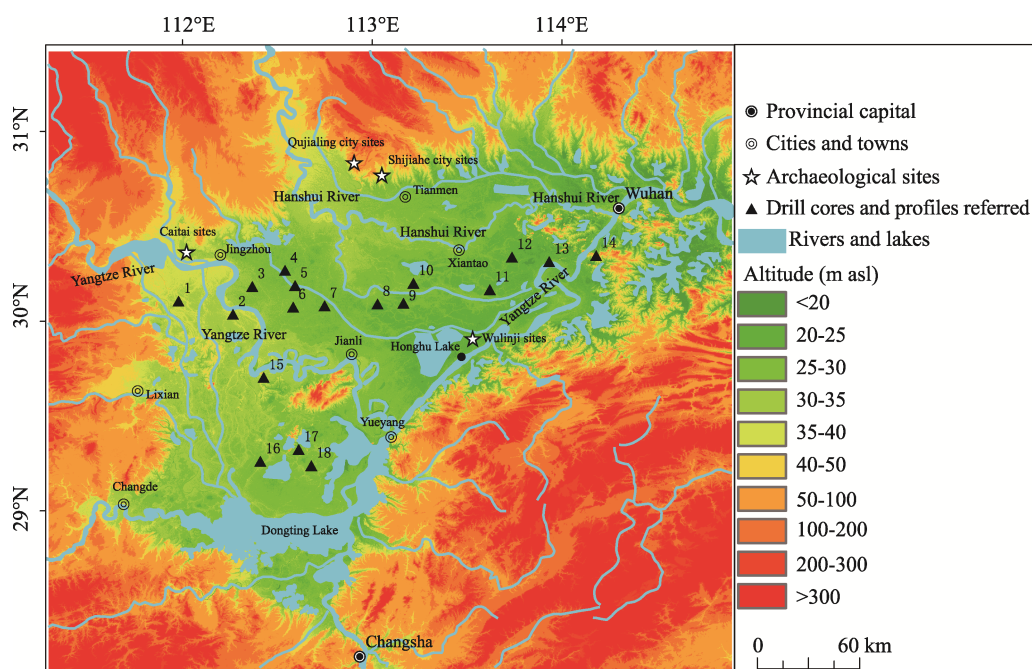 112°E 113°E 114°E
31°N
30°N
29°N
Qujialing city sites
Shijiahe city sites
Hanshui River
Tianmen
Hanshui River
Wuhan
Caitai sites
Jingzhou
Hanshui River
Xiantao
Yangtze River
1
2
3
4
5
6
7
8
9
10
11
12
13
14
Yangtze River
Yangtze River
Jianli
Honghu Lake
Wulinji sites
15
Lixian
Yueyang
16
17
18
Changde
Dongting Lake
Changsha
Provincial capital
Cities and towns
Archaeological sites
Drill cores and profiles referred
Rivers and lakes
Altitude (m asl)
<20
20-25
25-30
30-35
35-40
40-50
50-100
100-200
200-300
>300
0 60 km